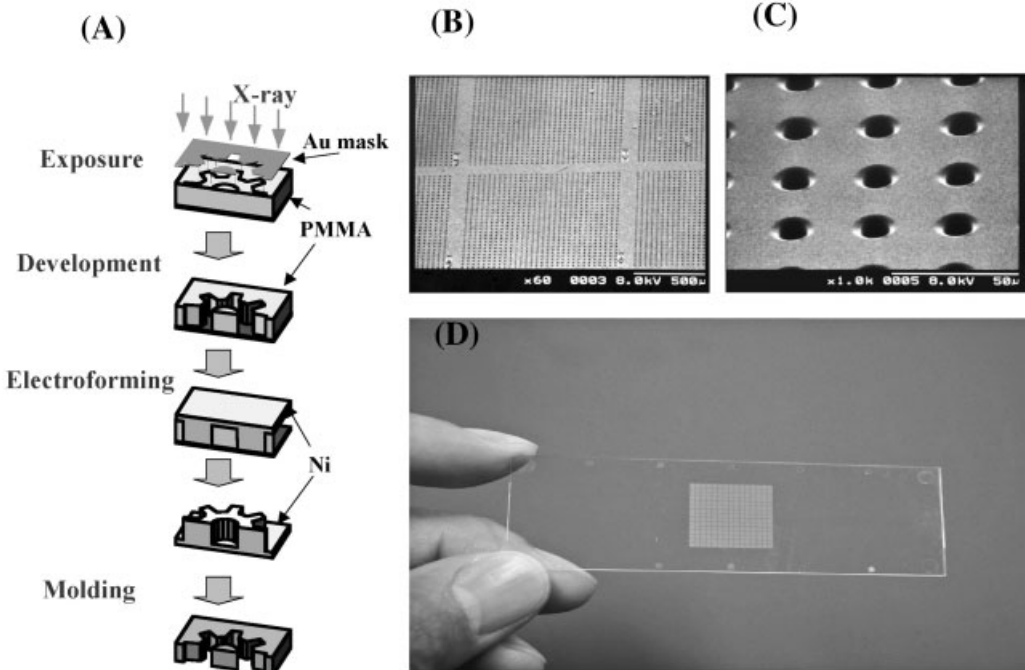 (A)
X-ray
Au mask
Exposure
PMMA
Development
Electroforming
Ni
Molding
(B)
x60 0003 8.0kV 500μ
(C)
x1.0k 0005 8.0kV 50μ
(D)